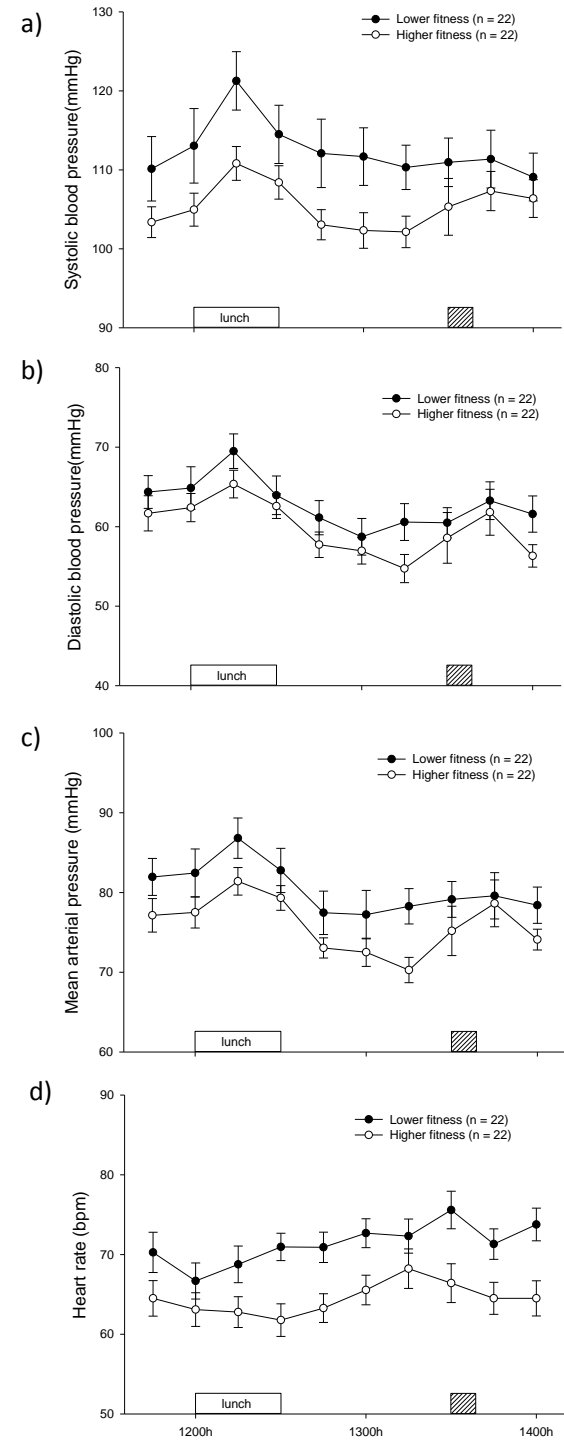 a)
130
120
110
100
90
Systolic blood pressure(mmHg)
Lower fitness (n = 22)
Higher fitness (n = 22)
lunch
b)
80
70
60
50
40
Diastolic blood pressure(mmHg)
Lower fitness (n = 22)
Higher fitness (n = 22)
lunch
c)
100
90
80
70
60
Mean arterial pressure (mmHg)
Lower fitness (n = 22)
Higher fitness (n = 22)
lunch
d)
90
80
70
60
50
Heart rate (bpm)
Lower fitness (n = 22)
Higher fitness (n = 22)
lunch
1200h 1300h 1400h